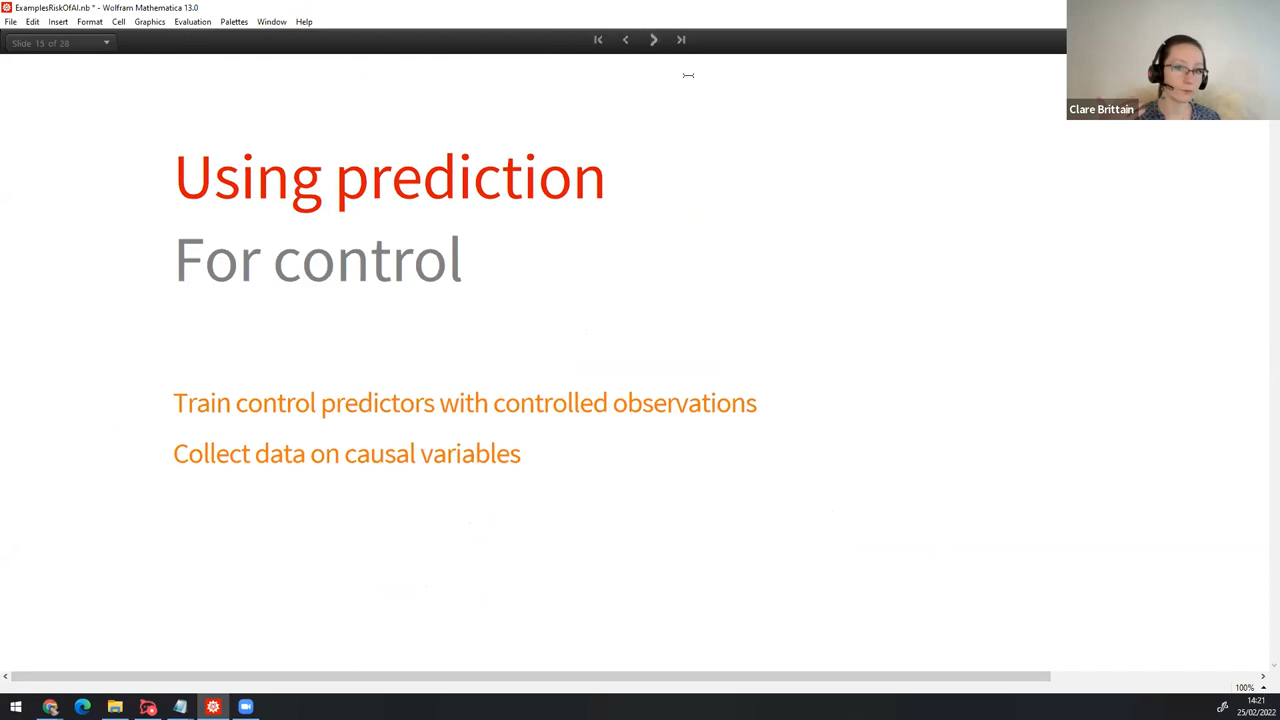 ExamplesRiskOfAI.nb * - Wolfram Mathematica 13.0
File Edit Insert Format Cell Graphics Evaluation Palettes Window Help
Slide 15 of 28
Clare Brittain
Using prediction
For control
Train control predictors with controlled observations
Collect data on causal variables
100%
14:21
25/02/2022